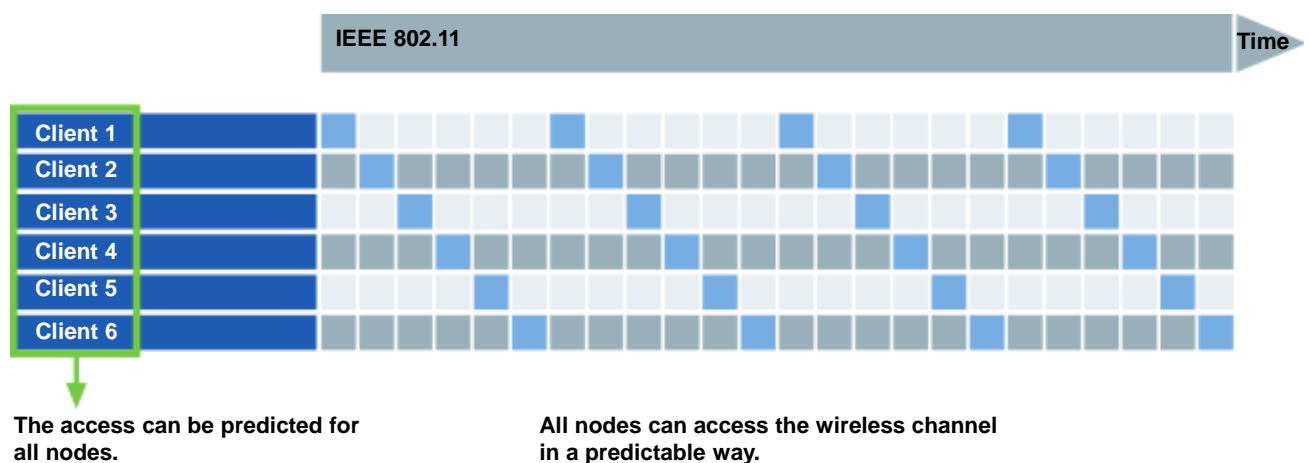 IEEE 802.11
Time
Client 1
Client 2
Client 3
Client 4
Client 5
Client 6
The access can be predicted for
all nodes.
All nodes can access the wireless channel
in a predictable way.